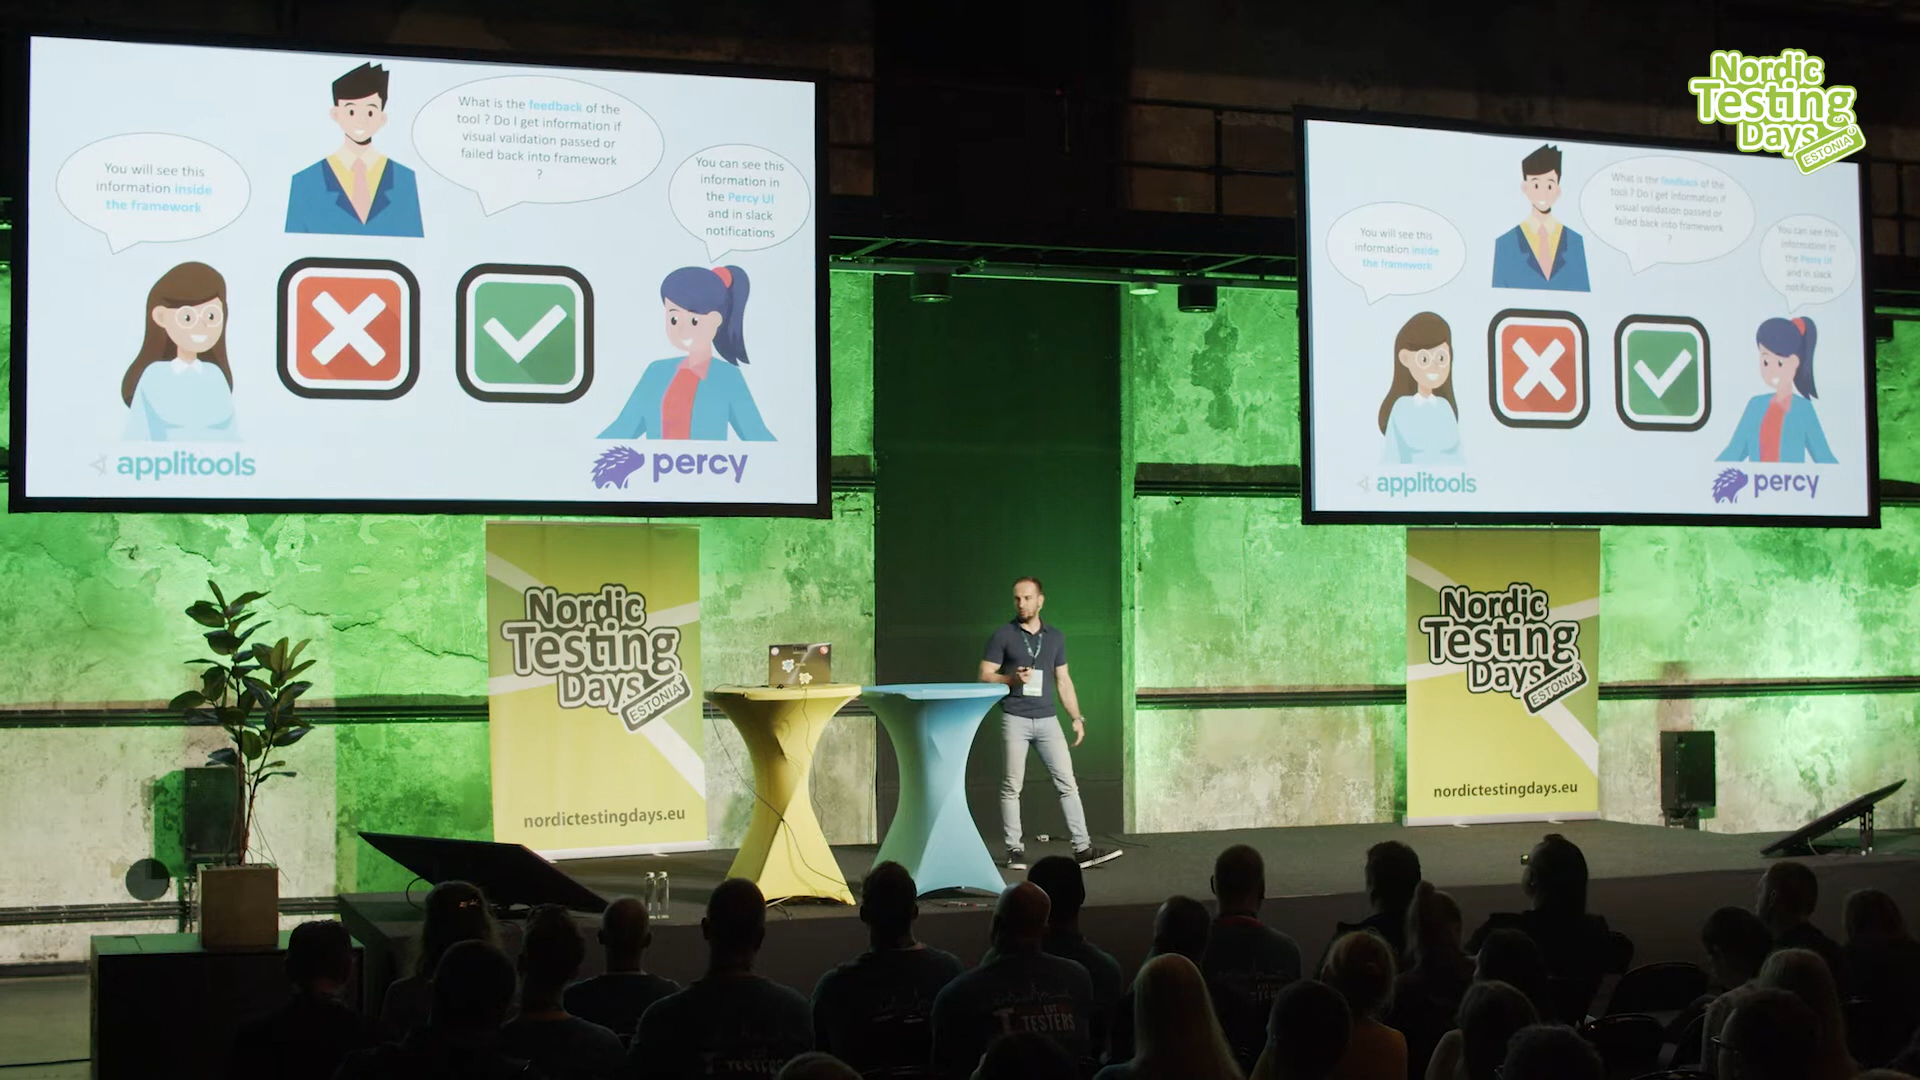 What is the feedback of the
tool ? Do I get information if
visual validation passed or
failed back into framework
?
You will see this
information inside
the framework
You can see this
information in
the Percy UI
and in slack
notifications
applitools
percy
Nordic
Testing
Days
ESTONIA
What is the feedback of the
tool ? Do I get information if
visual validation passed or
failed back into framework
?
You will see this
information inside
the framework
You can see this
information in
the Percy UI
and in slack
notifications
applitools
percy
Nordic
Testing
Days
ESTONIA
nordictestingdays.eu
Nordic
Testing
Days
ESTONIA
nordictestingdays.eu
TESTERS
TESTERS